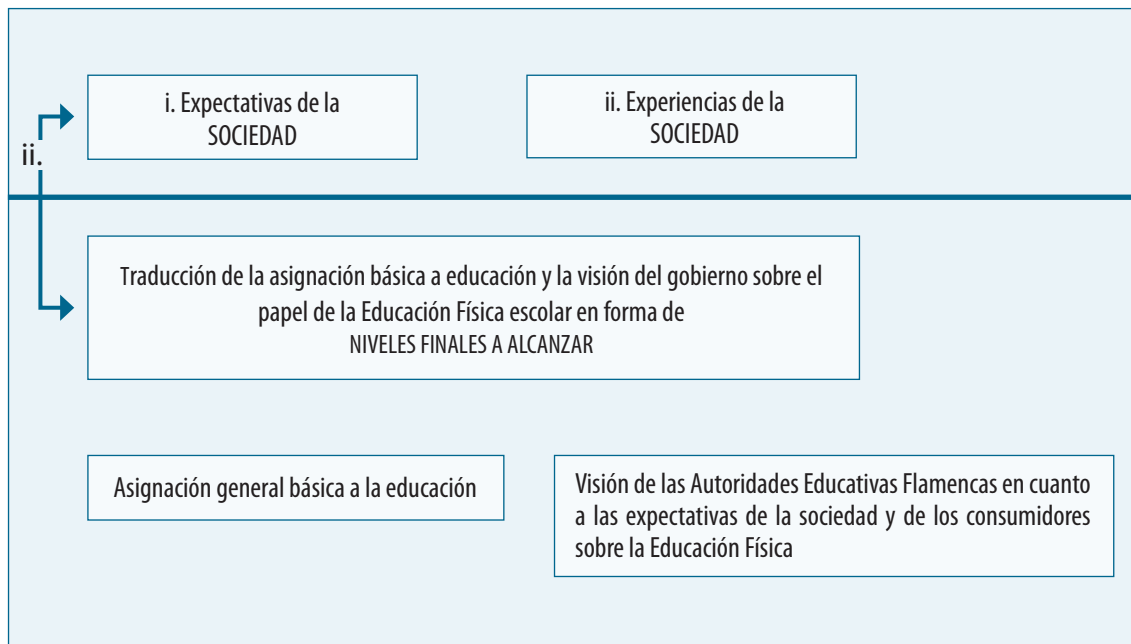 i. Expectativas de la
SOCIEDAD
ii. Experiencias de la
SOCIEDAD
ii.
Traducción de la asignación básica a educación y la visión del gobierno sobre el
papel de la Educación Física escolar en forma de
NIVELES FINALES A ALCANZAR
Asignación general básica a la educación
Visión de las Autoridades Educativas Flamencas en cuanto
a las expectativas de la sociedad y de los consumidores
sobre la Educación Física